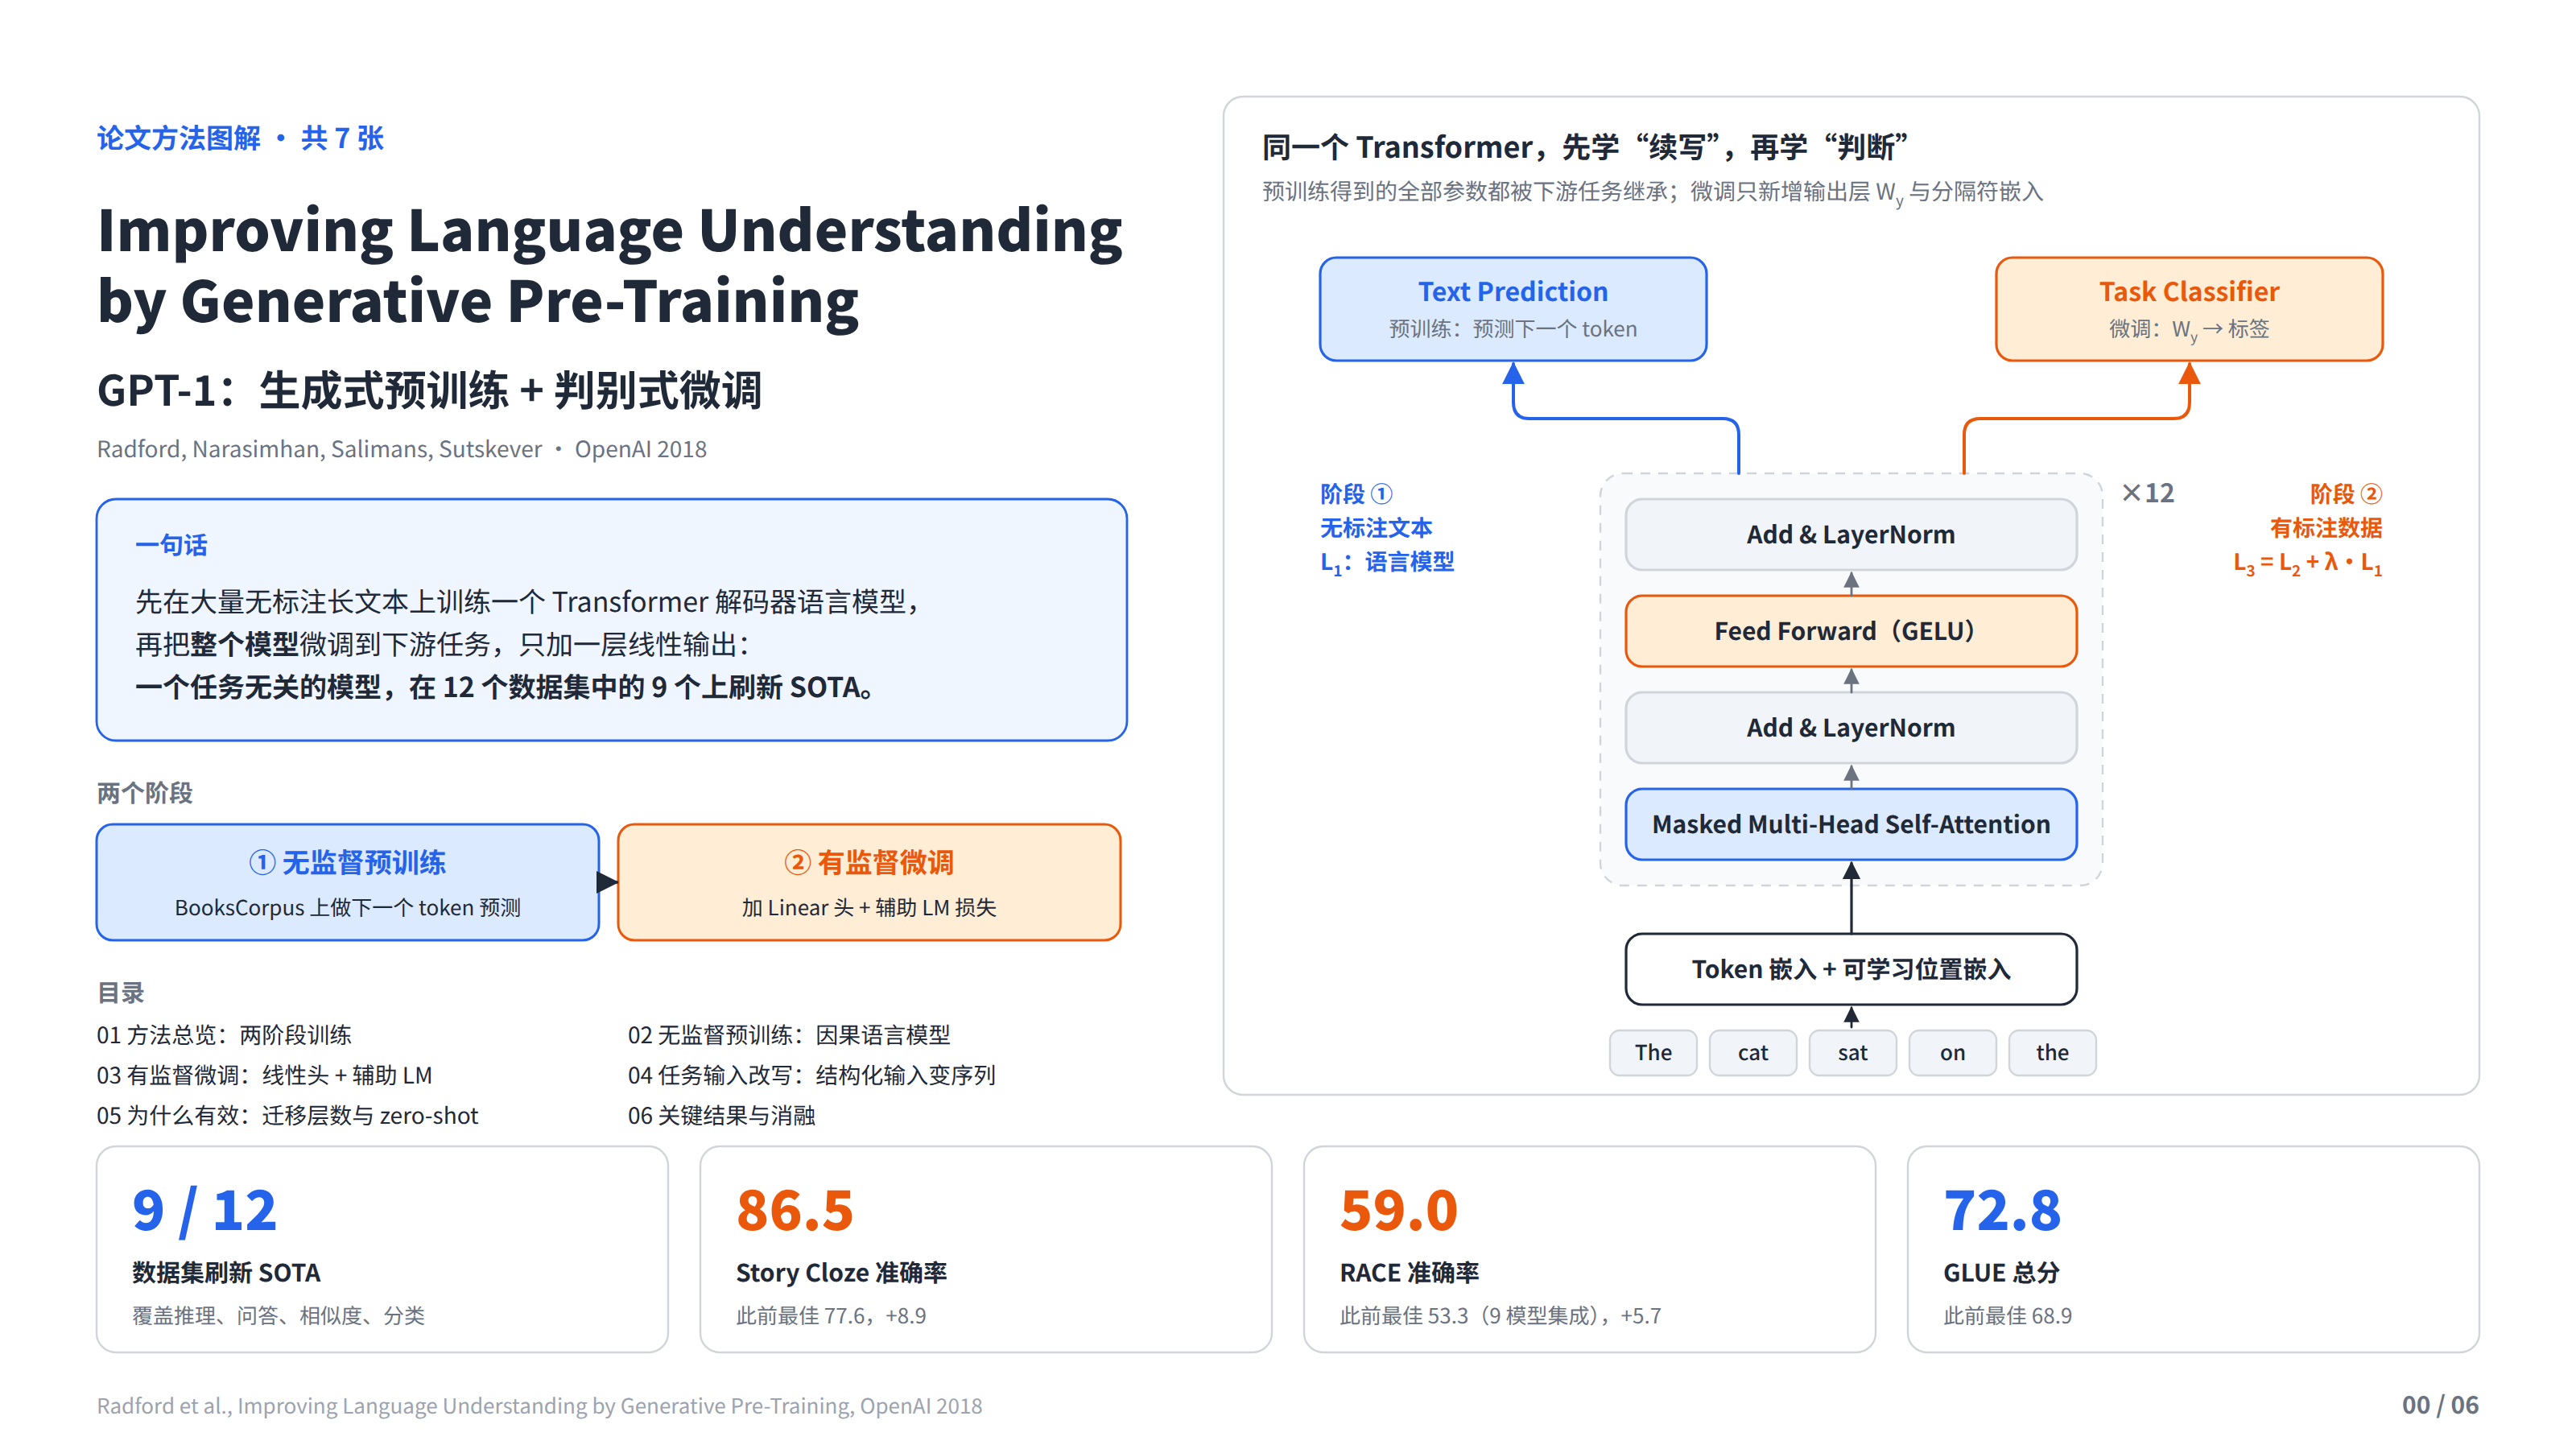 论文方法图解 · 共 7 张
Improving Language Understanding
by Generative Pre-Training
GPT-1：生成式预训练 + 判别式微调
Radford, Narasimhan, Salimans, Sutskever · OpenAI 2018
一句话
先在大量无标注长文本上训练一个 Transformer 解码器语言模型，
再把整个模型微调到下游任务，只加一层线性输出：
一个任务无关的模型，在 12 个数据集中的 9 个上刷新 SOTA。
两个阶段
① 无监督预训练
BooksCorpus 上做下一个 token 预测
② 有监督微调
加 Linear 头 + 辅助 LM 损失
目录
01 方法总览：两阶段训练
02 无监督预训练：因果语言模型
03 有监督微调：线性头 + 辅助 LM
04 任务输入改写：结构化输入变序列
05 为什么有效：迁移层数与 zero-shot
06 关键结果与消融
同一个 Transformer，先学“续写”，再学“判断”
预训练得到的全部参数都被下游任务继承；微调只新增输出层 Wy 与分隔符嵌入
Text Prediction
预训练：预测下一个 token
Task Classifier
微调：Wy → 标签
阶段 ①
无标注文本
L1：语言模型
×12
阶段 ②
有标注数据
L3 = L2 + λ · L1
Add & LayerNorm
Feed Forward（GELU）
Add & LayerNorm
Masked Multi-Head Self-Attention
Token 嵌入 + 可学习位置嵌入
The cat sat on the
9 / 12
数据集刷新 SOTA
覆盖推理、问答、相似度、分类
86.5
Story Cloze 准确率
此前最佳 77.6，+8.9
59.0
RACE 准确率
此前最佳 53.3（9 模型集成），+5.7
72.8
GLUE 总分
此前最佳 68.9
Radford et al., Improving Language Understanding by Generative Pre-Training, OpenAI 2018
00 / 06